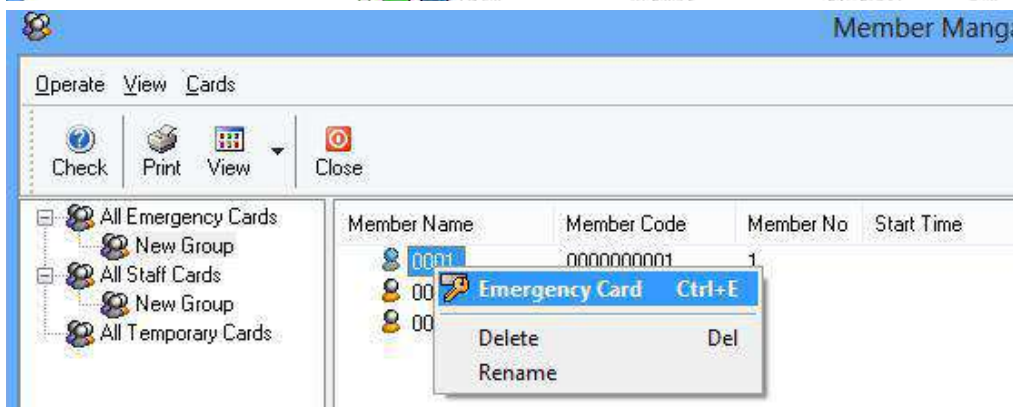 Member Manga
Operate View Cards
Check Print View Close
All Emergency Cards
New Group
All Staff Cards
New Group
All Temporary Cards
Member Name Member Code Member No Start Time
0001 0000000001 1
00
00
Emergency Card Ctrl+E
Delete Del
Rename